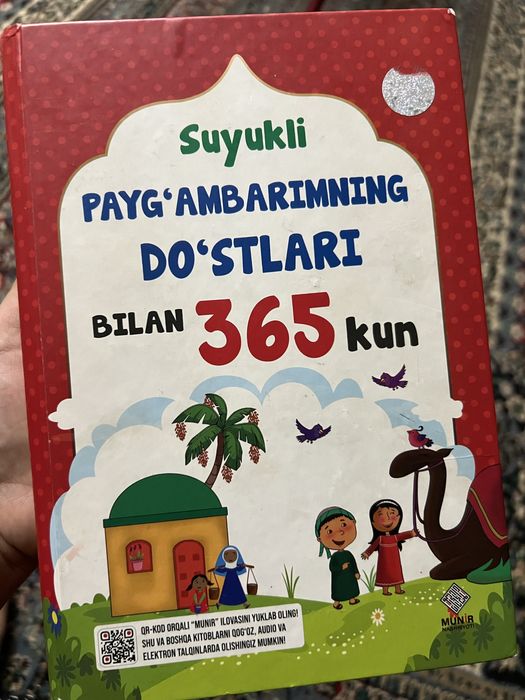 Suyukli
PAYG‘AMBARIMNING
DO‘STLARI
BILAN 365 kun
QR-KOD ORQALI "MUNIR" ILOVASINI YUKLAB OLING!
SHU VA BOSHQA KITOBLARNI QOG‘OZ, AUDIO VA
ELEKTRON TALQINLARDA OLISHINGIZ MUMKIN!
MUNIR
NASHRIYOTI